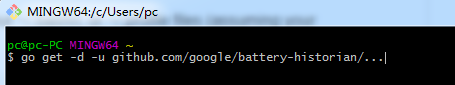 MINGW64:/c/Users/pc
pc@pc-PC MINGW64 ~
$ go get -d -u github.com/google/battery-historian/...